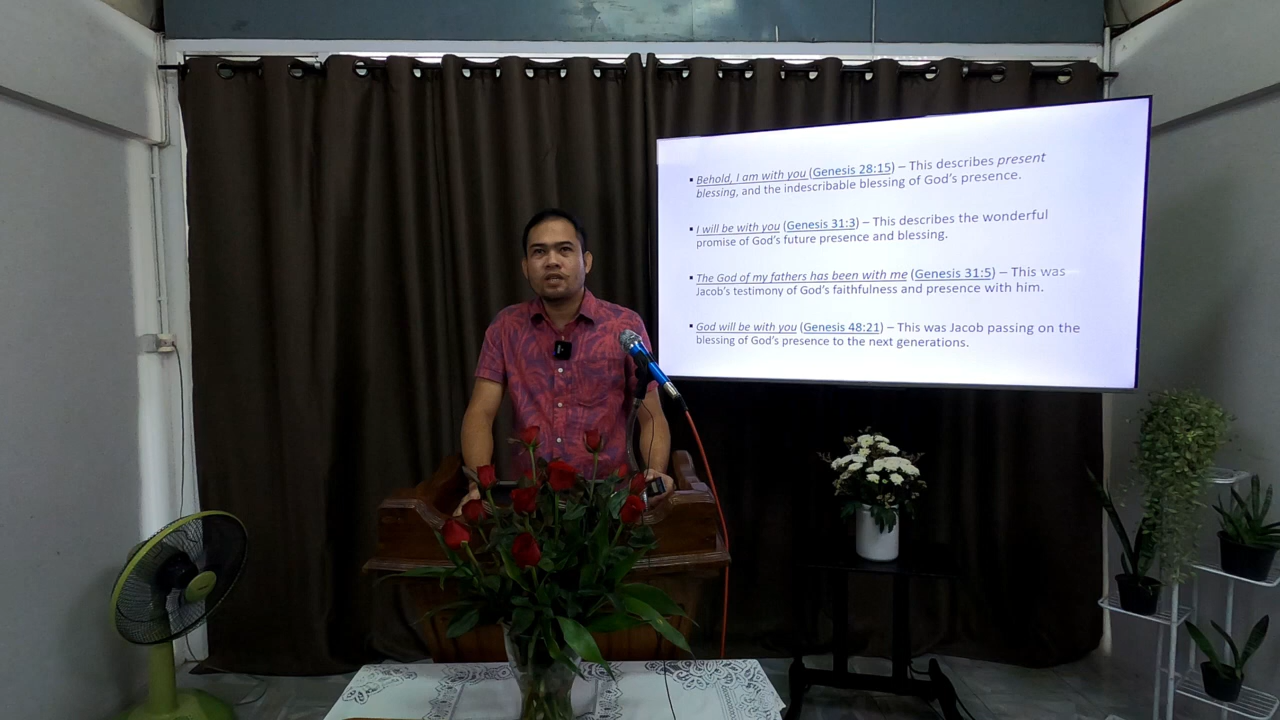 ▪ Behold, I am with you (Genesis 28:15) – This describes present
blessing, and the indescribable blessing of God's presence.
▪ I will be with you (Genesis 31:3) – This describes the wonderful
promise of God's future presence and blessing.
▪ The God of my fathers has been with me (Genesis 31:5) – This was
Jacob's testimony of God's faithfulness and presence with him.
▪ God will be with you (Genesis 48:21) – This was Jacob passing on the
blessing of God's presence to the next generations.